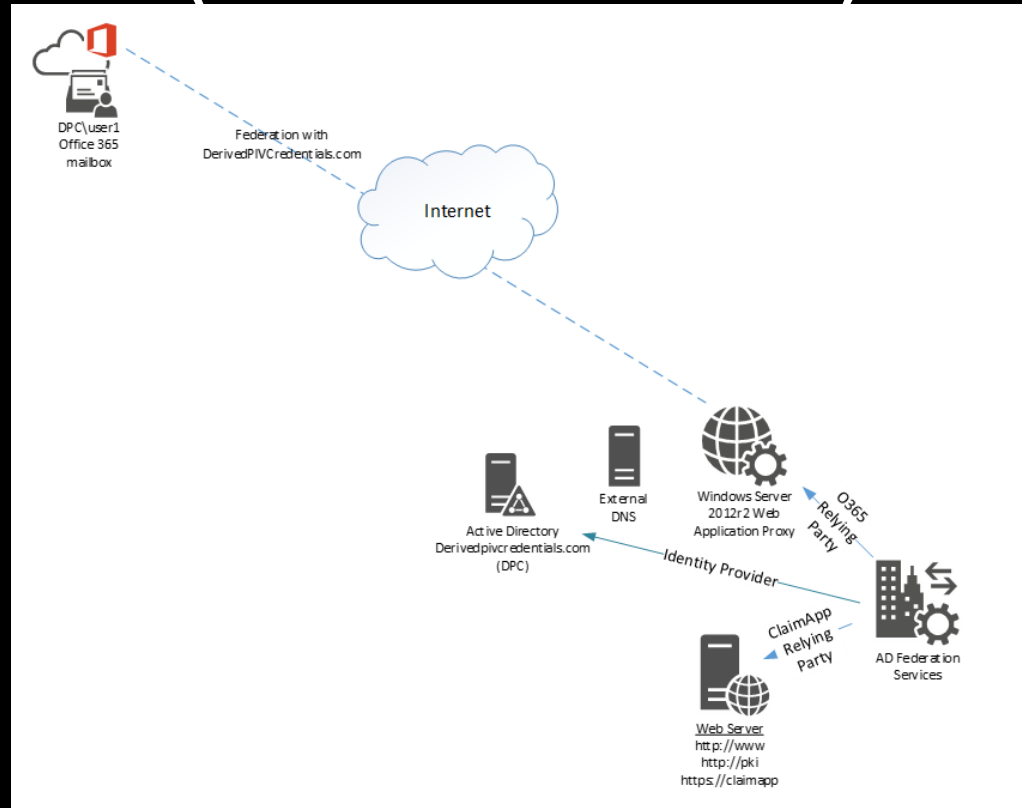 DPC\user1
Office 365
mailbox
Federation with
DerivedPIVCredentials.com
Internet
External
DNS
Windows Server
2012r2 Web
Application Proxy
O365
Relying
Party
Active Directory
Derivedpivcredentials.com
(DPC)
Identity Provider
ClaimApp
Relying
Party
AD Federation
Services
Web Server
http://www
http://pki
https://claimapp